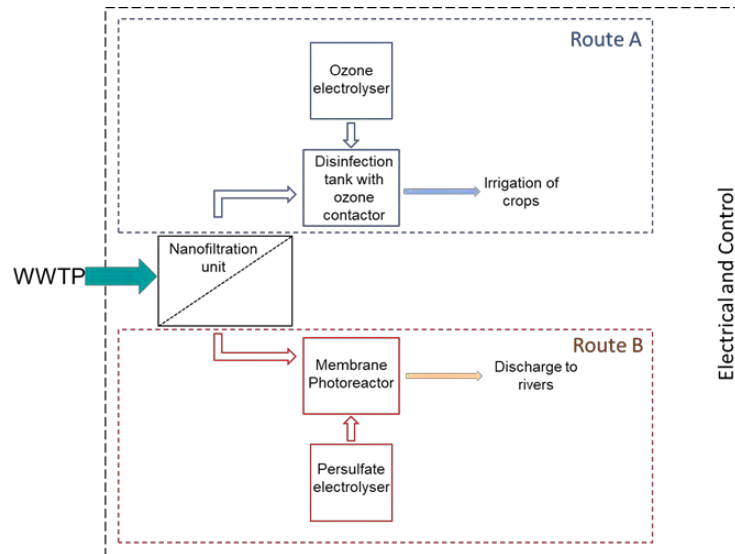 Route A
Ozone
electrolyser
Disinfection
tank with
ozone
contactor
Irrigation of
crops
Nanofiltration
unit
WWTP
Electrical and Control
Route B
Membrane
Photoreactor
Discharge to
rivers
Persulfate
electrolyser